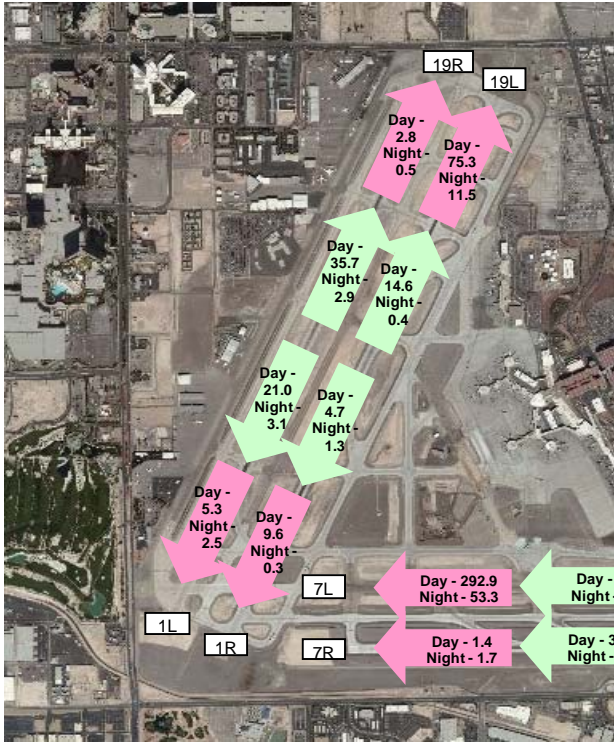 19R
19L
Day -
2.8
Night -
0.5
Day -
75.3
Night -
11.5
Day -
35.7
Night -
2.9
Day -
14.6
Night -
0.4
Day -
21.0
Night -
3.1
Day -
4.7
Night -
1.3
Day -
5.3
Night -
2.5
Day -
9.6
Night -
0.3
7L
Day - 292.9
Night - 53.3
Day -
Night -
1L
1R
7R
Day - 1.4
Night - 1.7
Day - 3
Night -